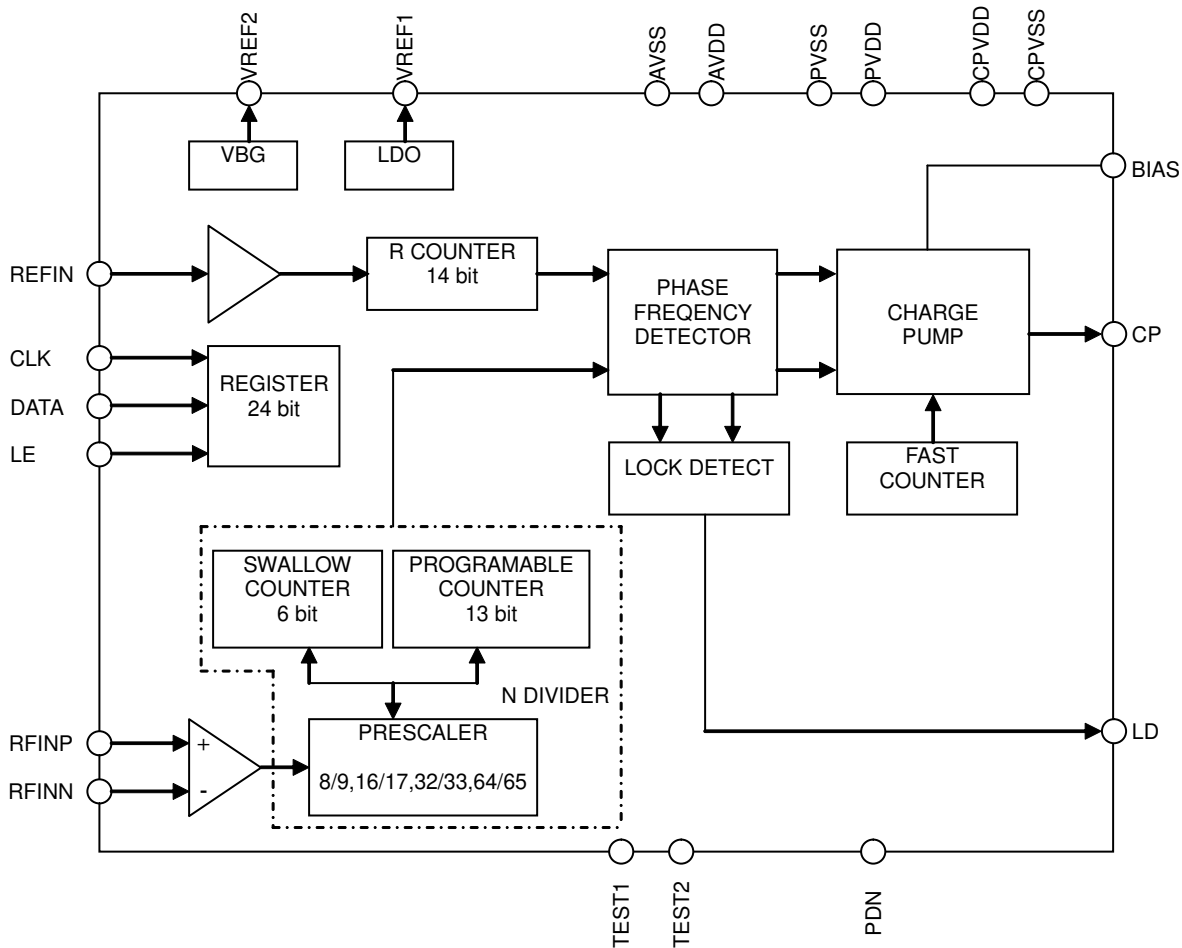 VREF2
VREF1
AVSS
AVDD
PVSS
PVDD
CPVDD
CPVSS
VBG
LDO
BIAS
REFIN
R COUNTER
14 bit
PHASE
FREQENCY
DETECTOR
CHARGE
PUMP
CP
CLK
DATA
LE
REGISTER
24 bit
LOCK DETECT
FAST
COUNTER
SWALLOW
COUNTER
6 bit
PROGRAMABLE
COUNTER
13 bit
N DIVIDER
RFINP
RFINN
+
-
PRESCALER
8/9,16/17,32/33,64/65
LD
TEST1
TEST2
PDN